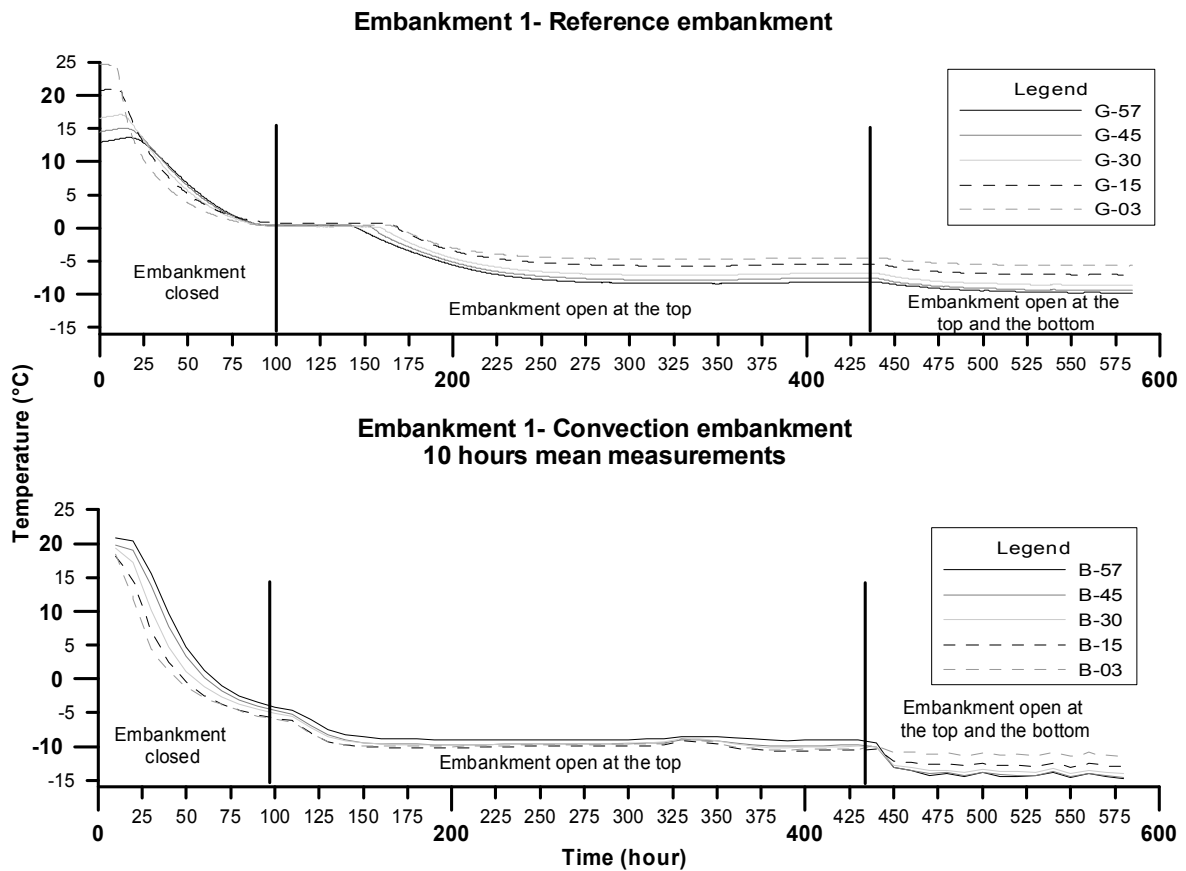 Embankment 1- Reference embankment
25
20
15
10
5
0
-5
-10
-15
Legend
G-57
G-45
G-30
G-15
G-03
Embankment
closed
Embankment open at the top
Embankment open at the
top and the bottom
0 25 50 75 100 125 150 175 200 225 250 275 300 325 350 375 400 425 450 475 500 525 550 575 600
Temperature (°C)
Embankment 1- Convection embankment
10 hours mean measurements
25
20
15
10
5
0
-5
-10
-15
Legend
B-57
B-45
B-30
B-15
B-03
Embankment
closed
Embankment open at the top
Embankment open at
the top and the bottom
0 25 50 75 100 125 150 175 200 225 250 275 300 325 350 375 400 425 450 475 500 525 550 575 600
Time (hour)